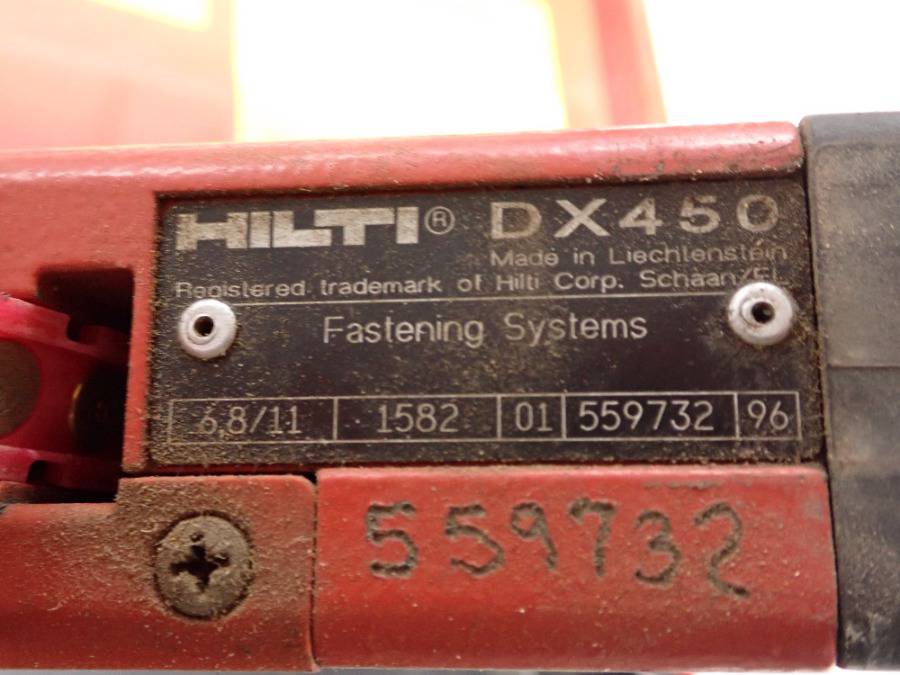 HILTI® DX450
Made in Liechtenstein
Registered trademark of Hilti Corp. Schaan/FL
Fastening Systems
6,8/11 1582 01 559732 96
559732